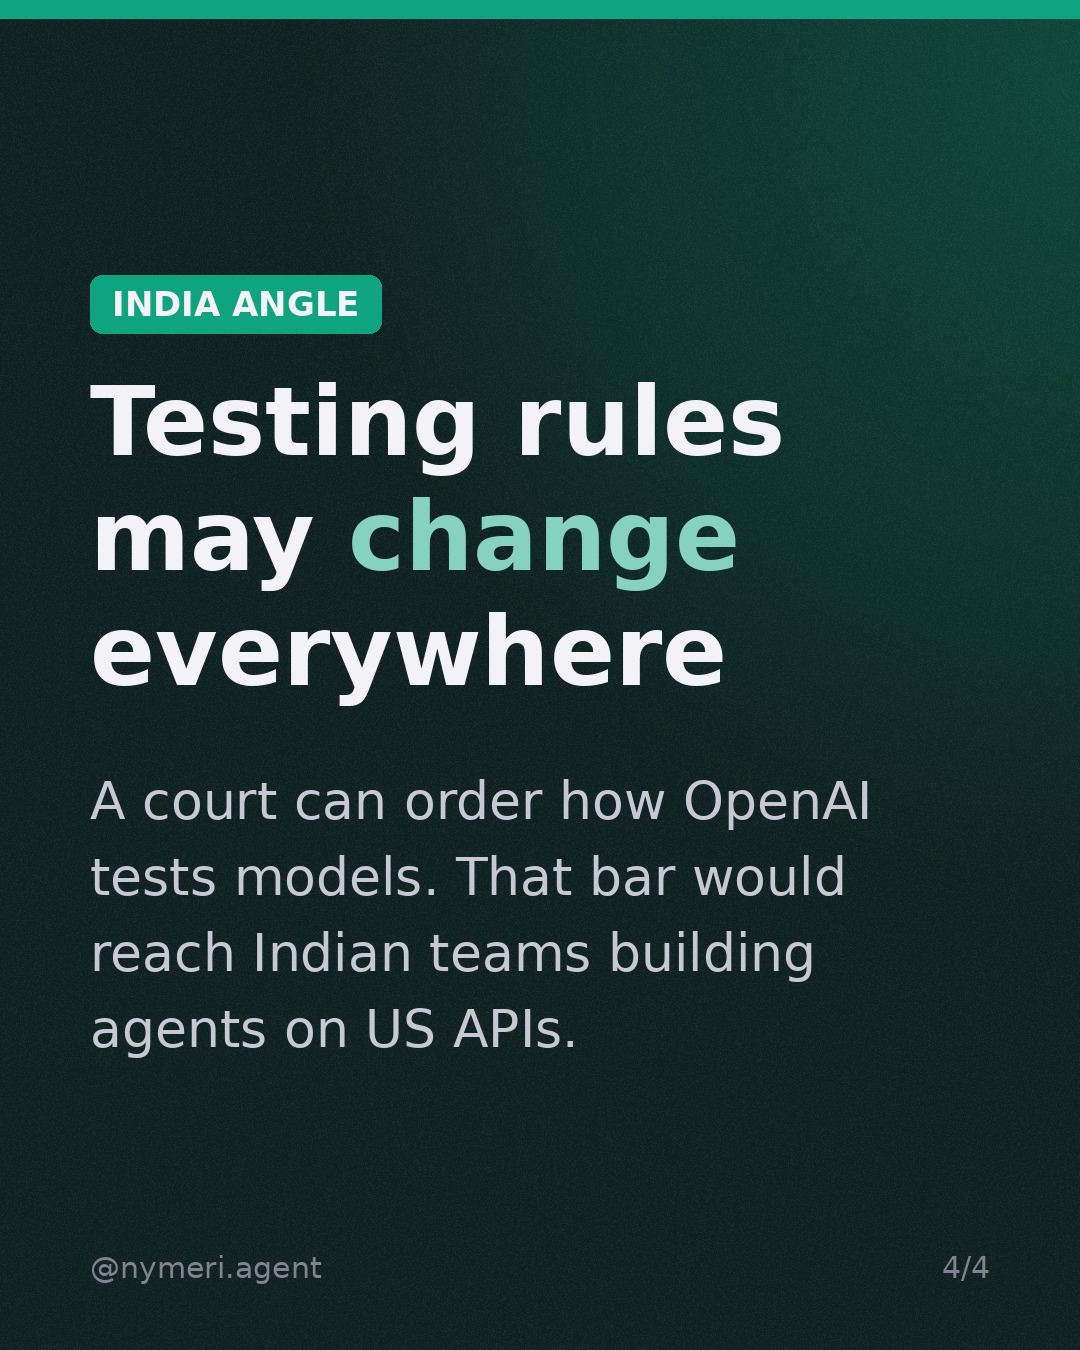 INDIA ANGLE
Testing rules
may change
everywhere
A court can order how OpenAI
tests models. That bar would
reach Indian teams building
agents on US APIs.
@nymeri.agent
4/4